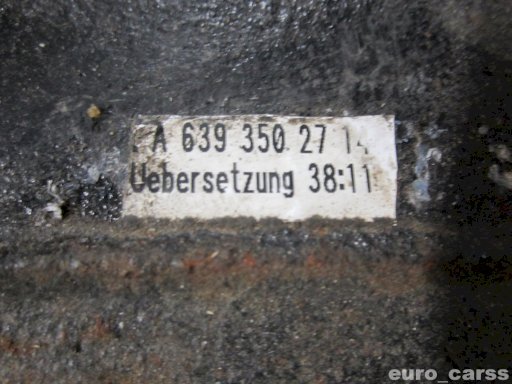 A 639 350 27 14
Uebersetzung 38:11
euro_carss